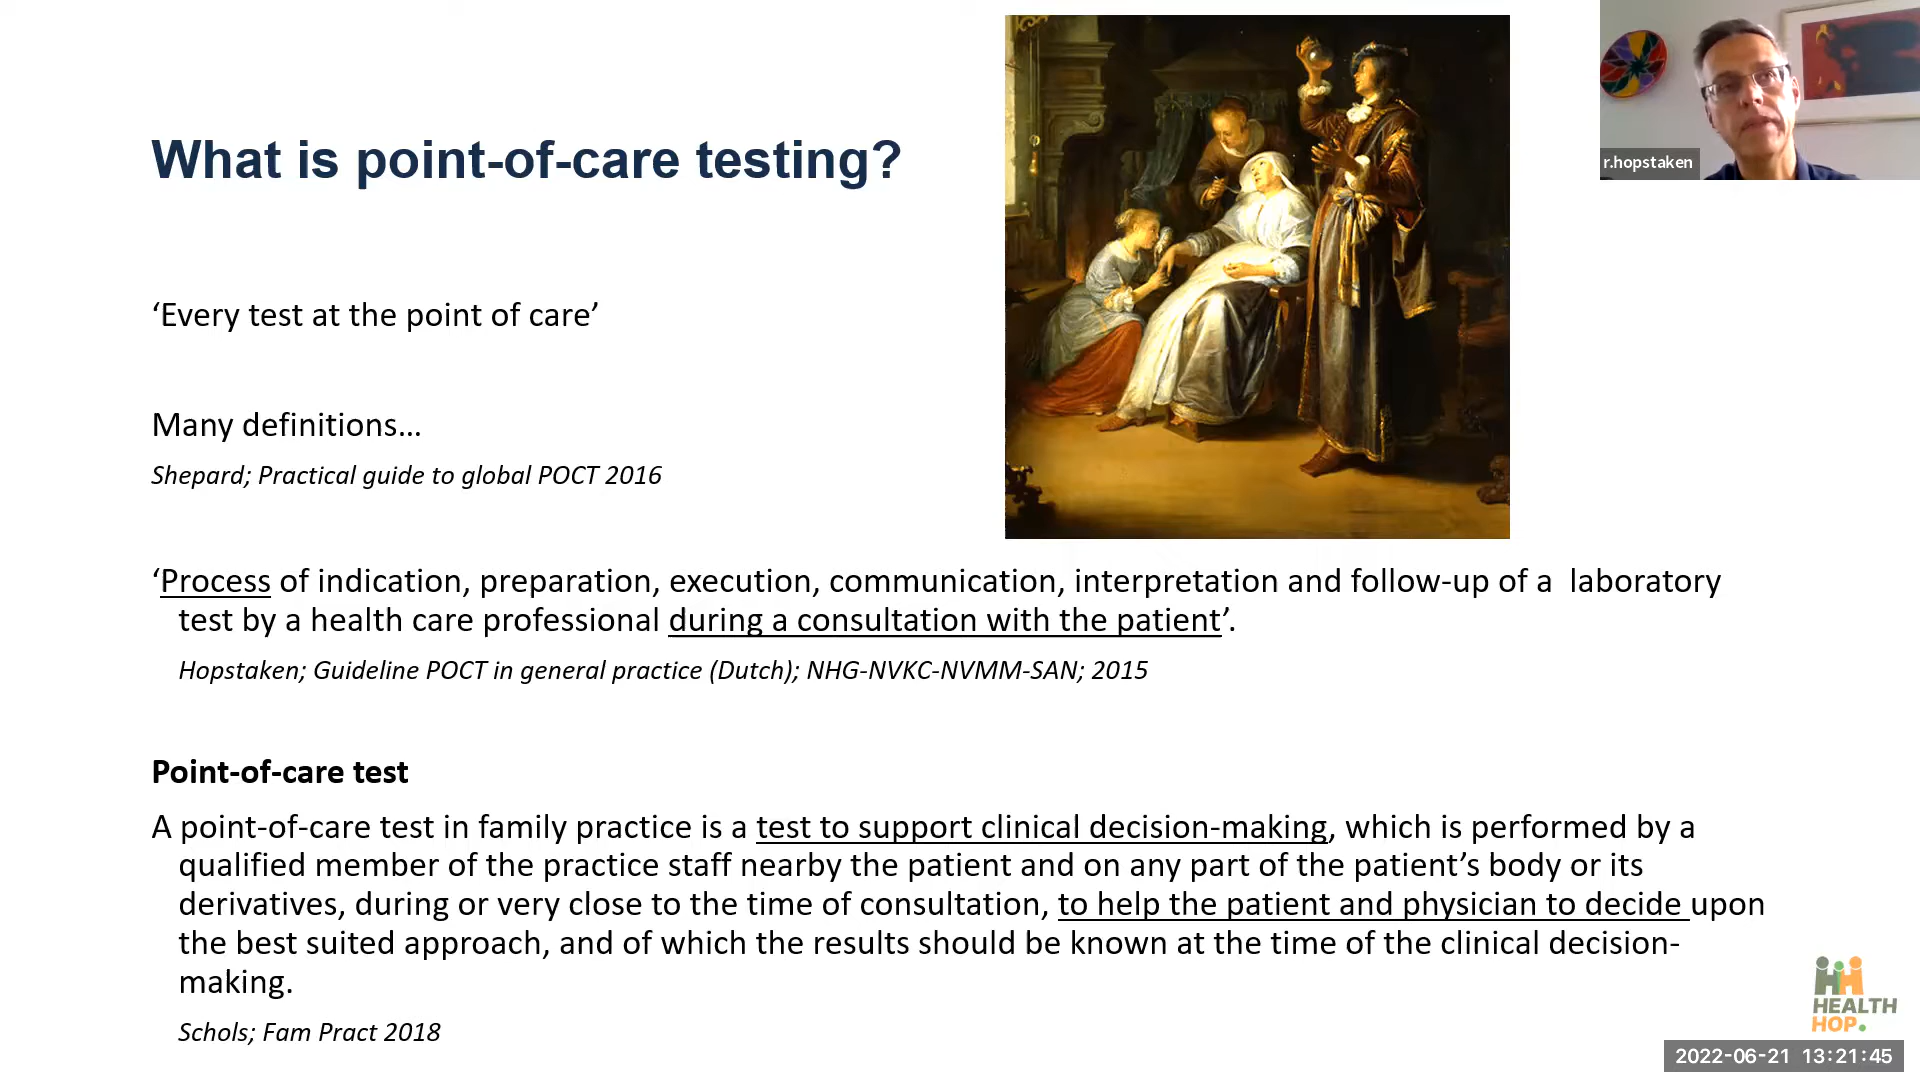 What is point-of-care testing?
r.hopstaken
‘Every test at the point of care’
Many definitions…
Shepard; Practical guide to global POCT 2016
‘Process of indication, preparation, execution, communication, interpretation and follow-up of a  laboratory
test by a health care professional during a consultation with the patient’.
Hopstaken; Guideline POCT in general practice (Dutch); NHG-NVKC-NVMM-SAN; 2015
Point-of-care test
A point-of-care test in family practice is a test to support clinical decision-making, which is performed by a
qualified member of the practice staff nearby the patient and on any part of the patient’s body or its
derivatives, during or very close to the time of consultation, to help the patient and physician to decide upon
the best suited approach, and of which the results should be known at the time of the clinical decision-
making.
Schols; Fam Pract 2018
HEALTH
HOP.
2022-06-21 13:21:45